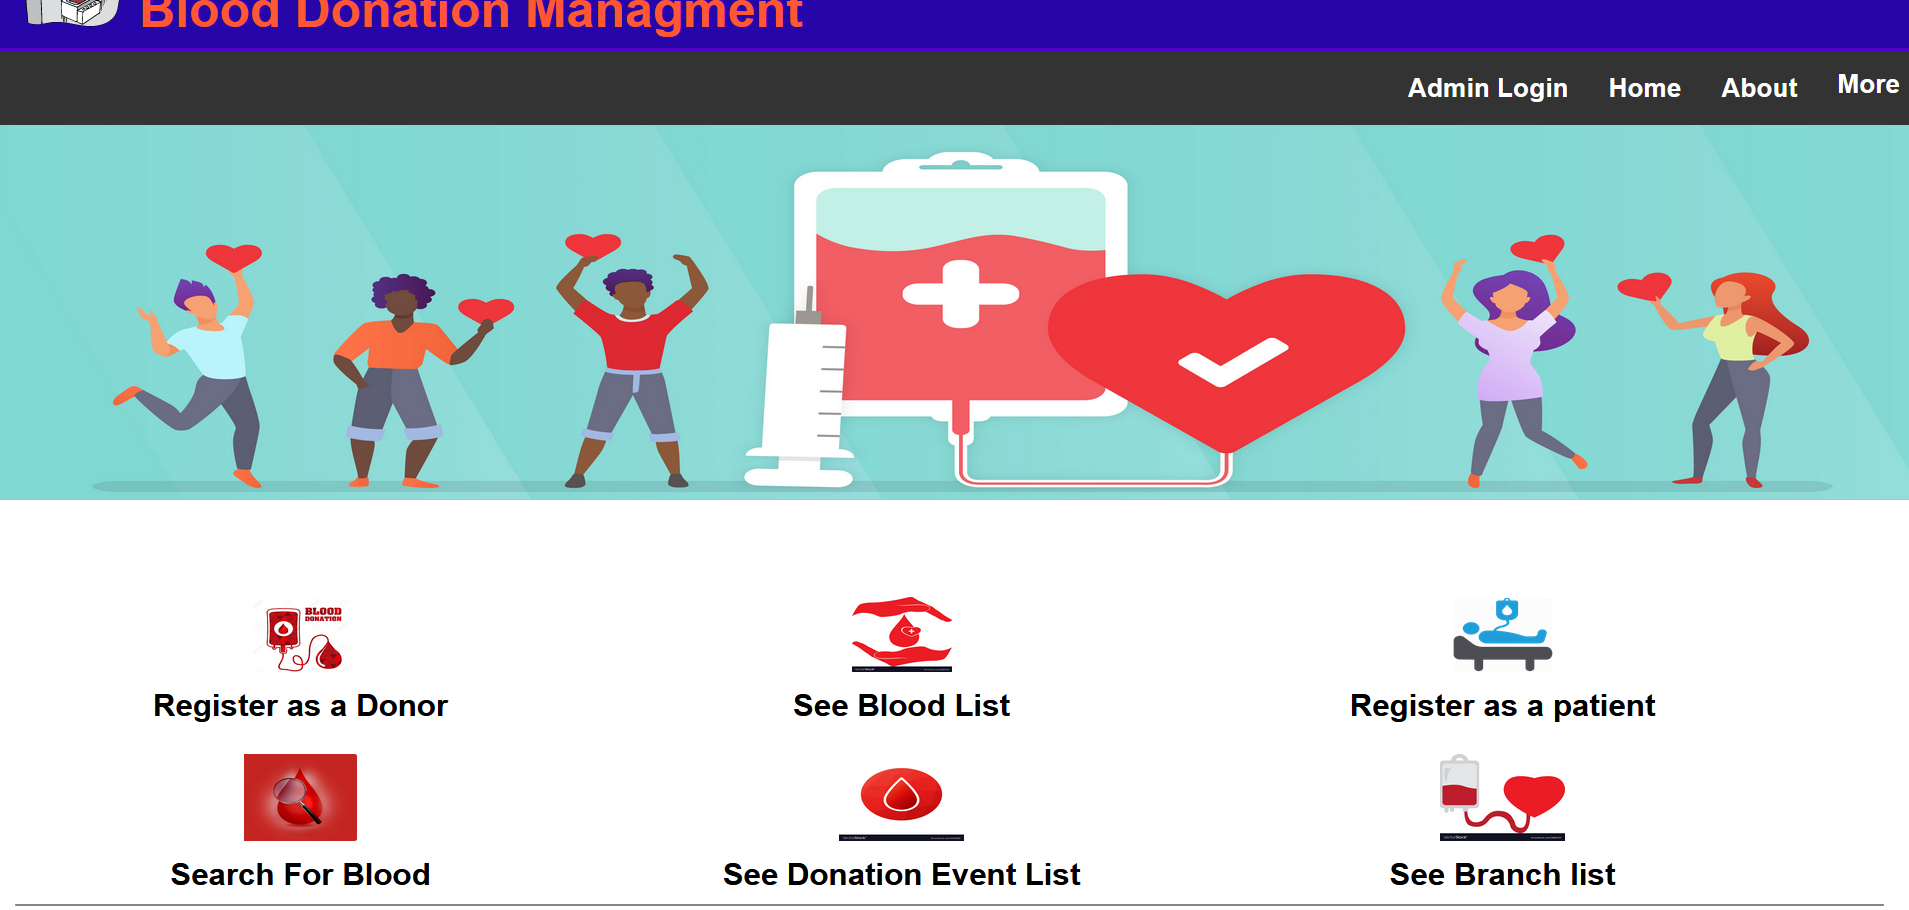 Blood Donation Managment
Admin Login Home About More
BLOOD
DONATION
Register as a Donor See Blood List Register as a patient
Search For Blood See Donation Event List See Branch list